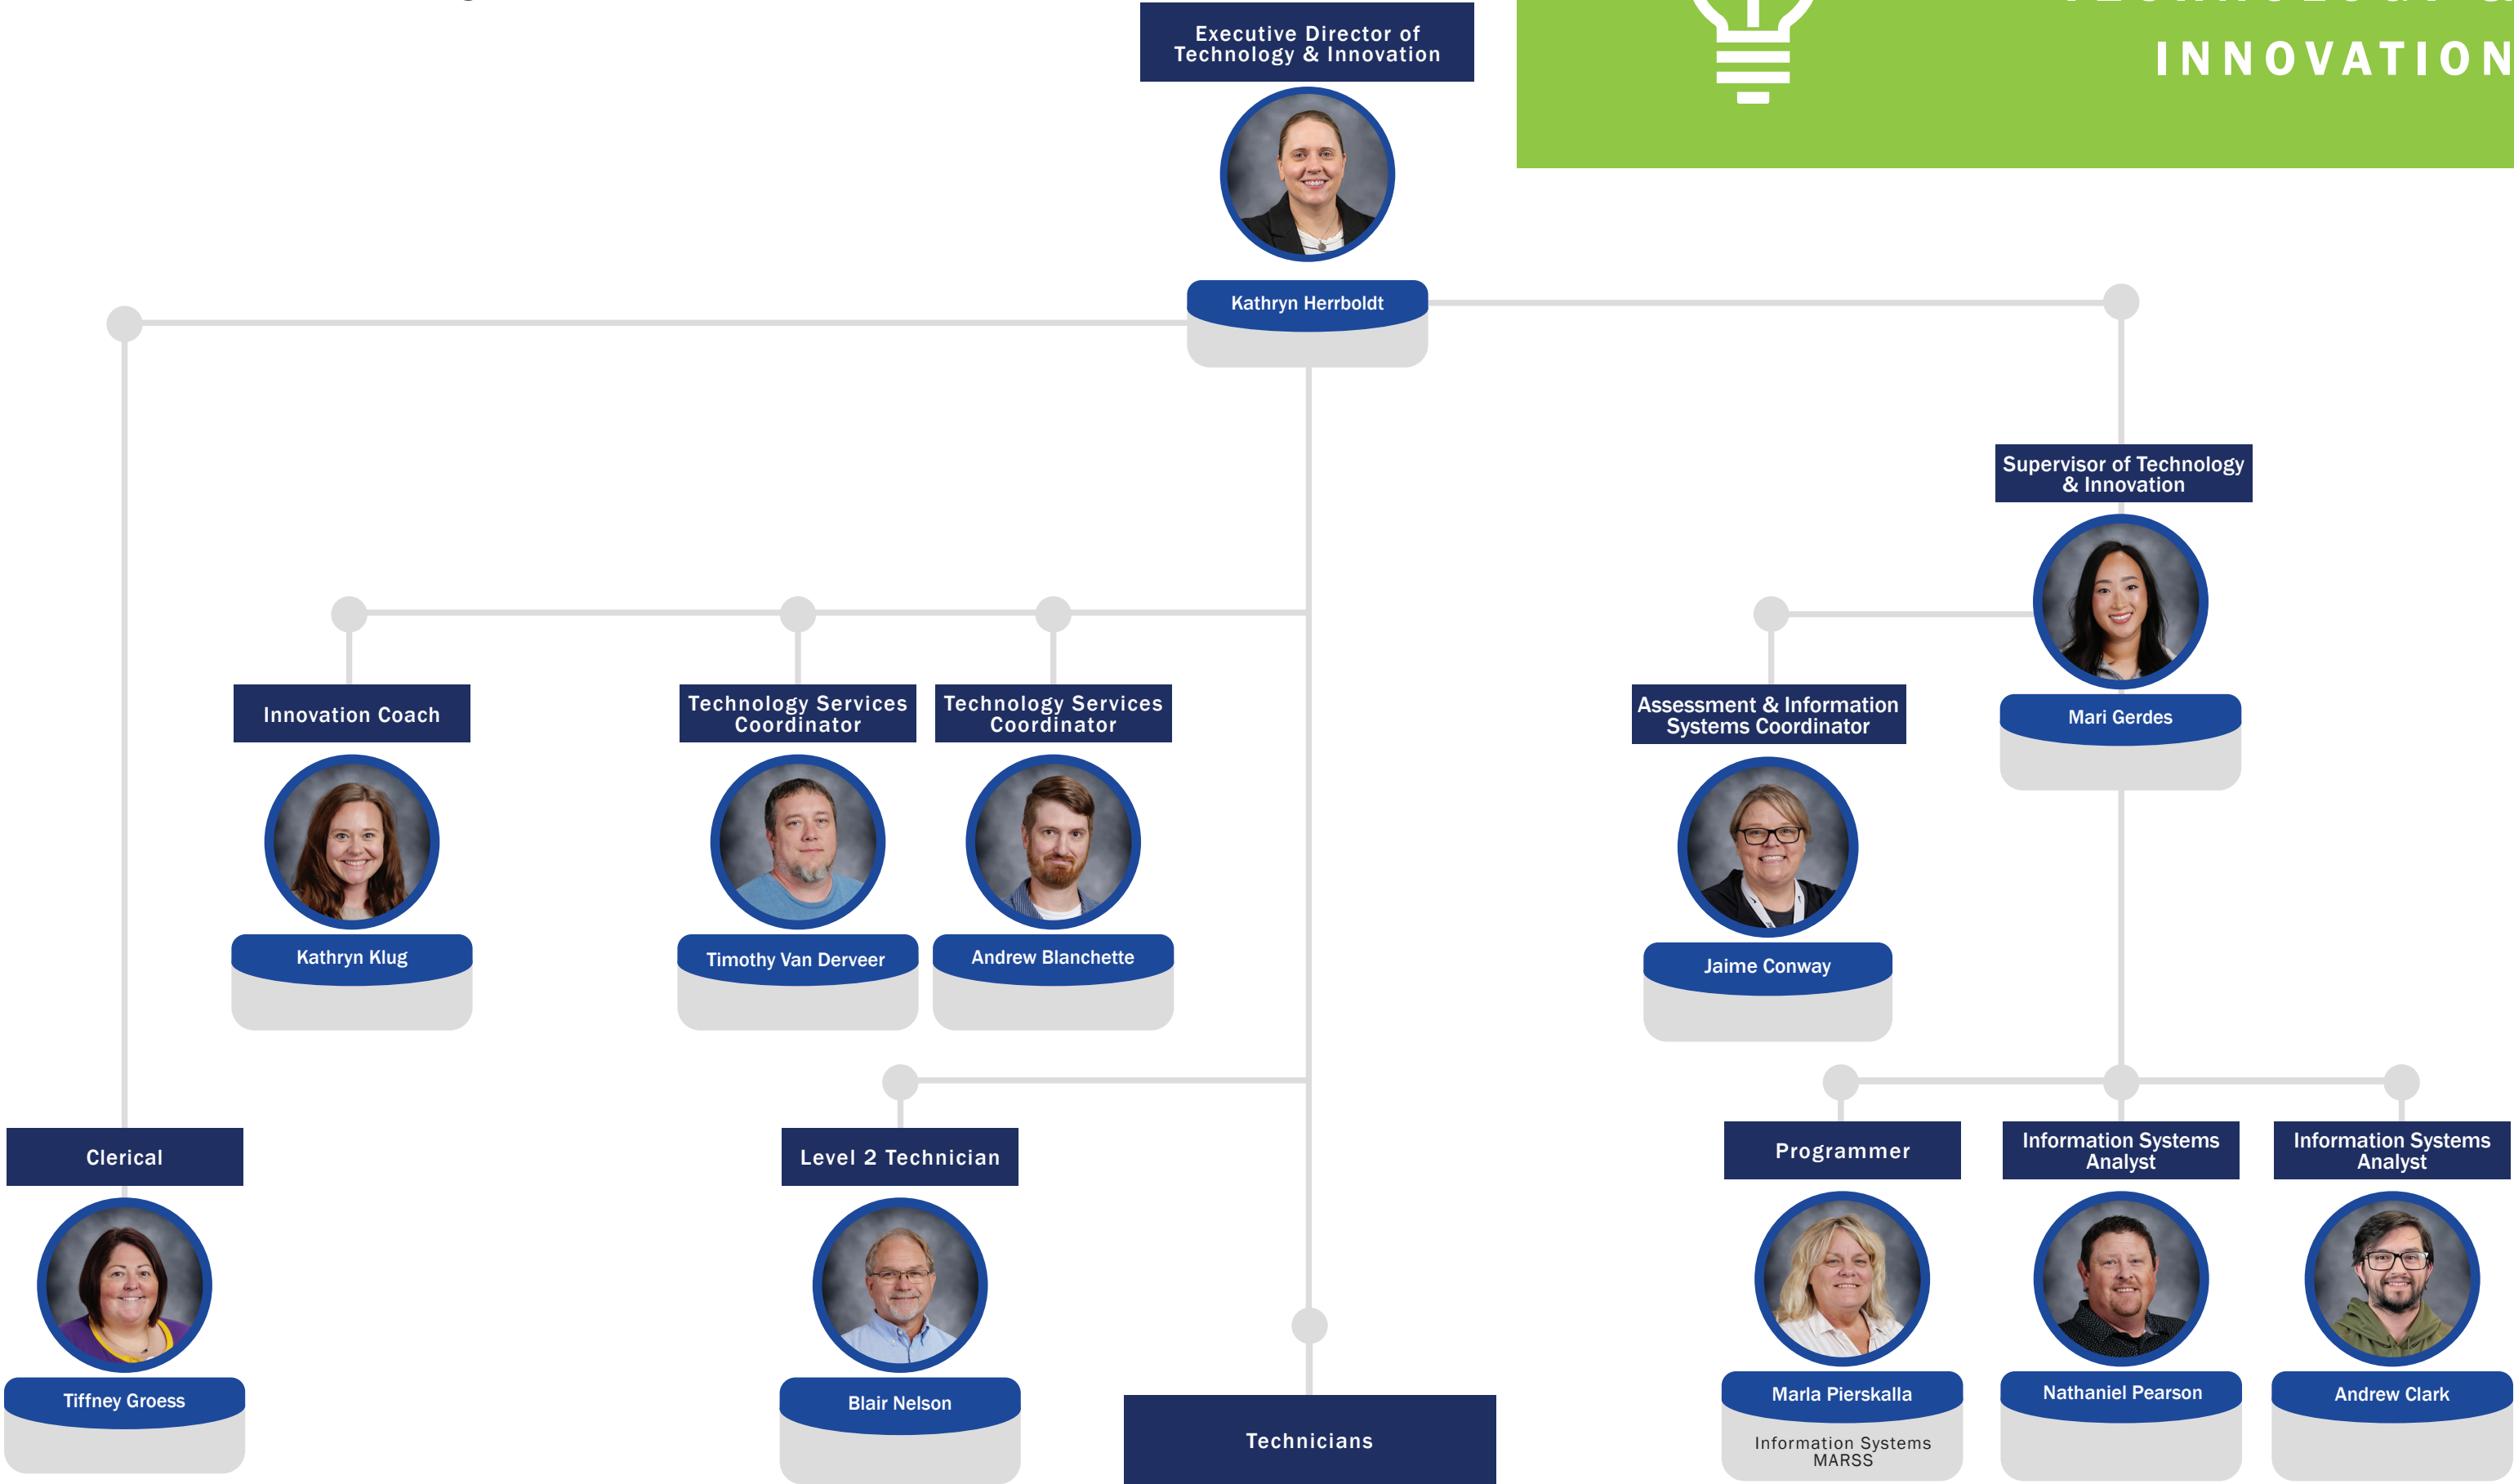 Executive Director of
Technology & Innovation
INNOVATION
Kathryn Herrboldt
Supervisor of Technology
& Innovation
Mari Gerdes
Innovation Coach
Kathryn Klug
Technology Services
Coordinator
Timothy Van Derveer
Technology Services
Coordinator
Andrew Blanchette
Assessment & Information
Systems Coordinator
Jaime Conway
Clerical
Tiffney Groess
Level 2 Technician
Blair Nelson
Technicians
Programmer
Marla Pierskalla
Information Systems
MARSS
Information Systems
Analyst
Nathaniel Pearson
Information Systems
Analyst
Andrew Clark